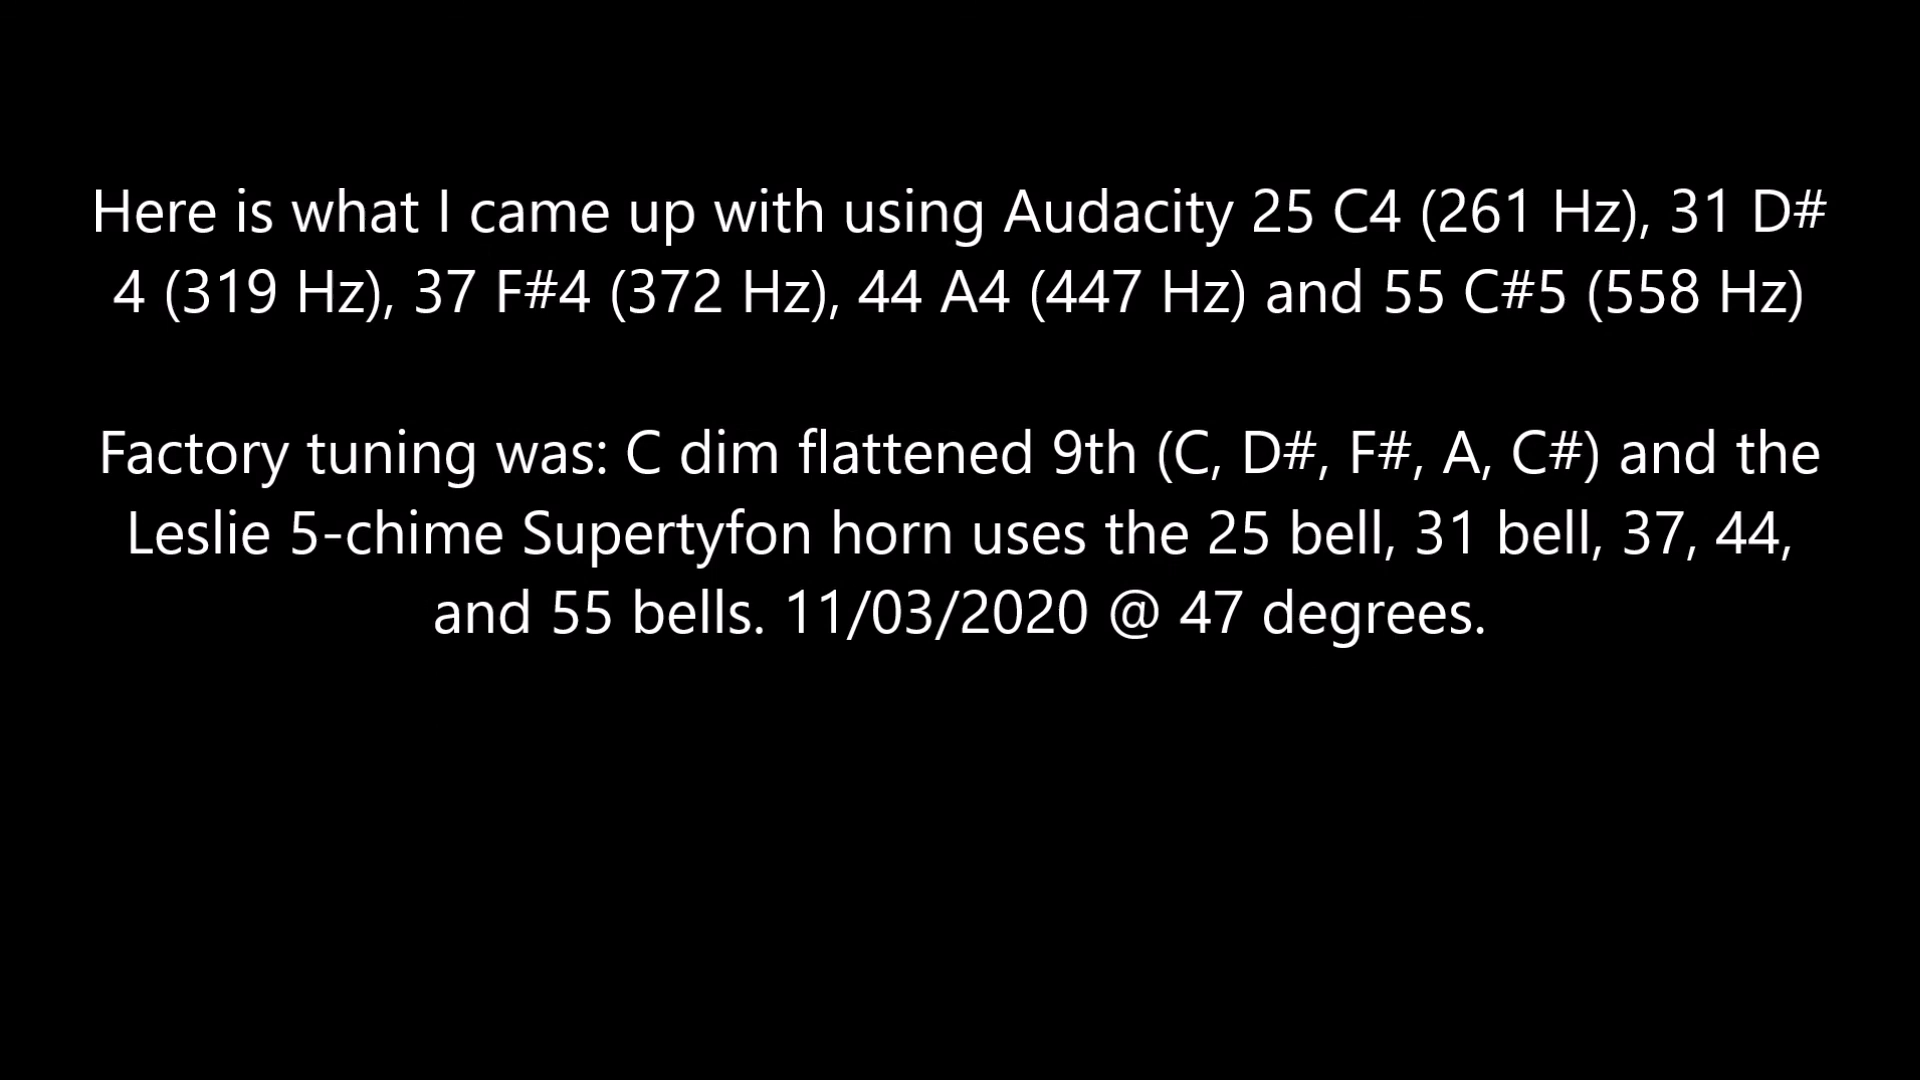 Here is what I came up with using Audacity 25 C4 (261 Hz), 31 D#
4 (319 Hz), 37 F#4 (372 Hz), 44 A4 (447 Hz) and 55 C#5 (558 Hz)
Factory tuning was: C dim flattened 9th (C, D#, F#, A, C#) and the
Leslie 5-chime Supertyfon horn uses the 25 bell, 31 bell, 37, 44,
and 55 bells. 11/03/2020 @ 47 degrees.